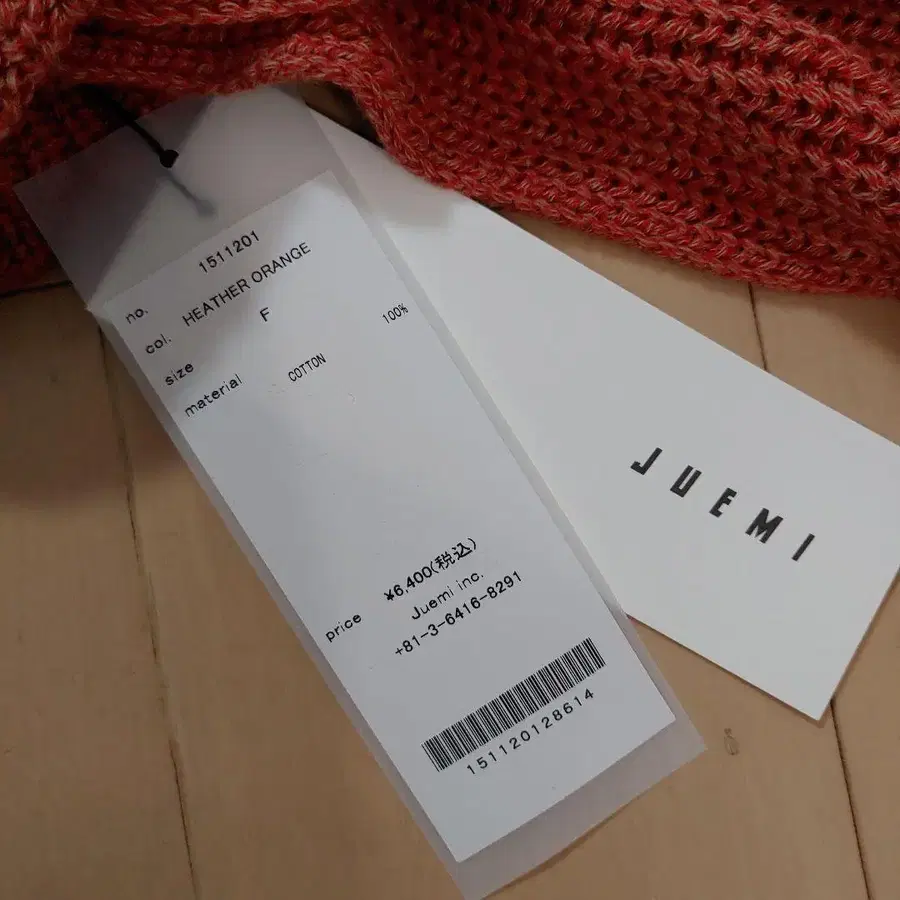 no. 1511201
col. HEATHER ORANGE
size F
material COTTON 100%
price ¥6,400(税込)
Juemi inc.
+81-3-6416-8291
151120128614
JUEMI